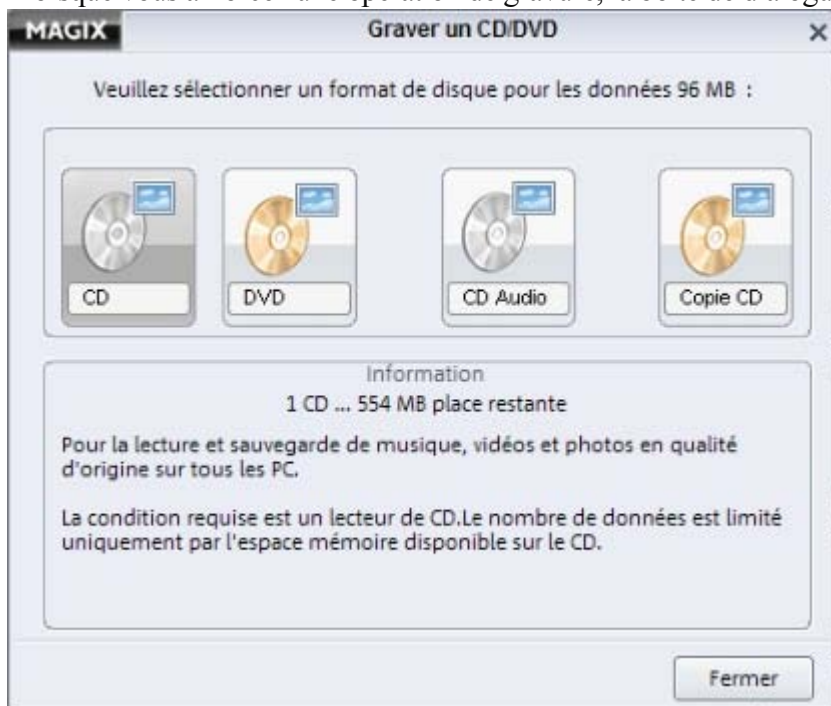 MAGIX Graver un CD/DVD
Veuillez sélectionner un format de disque pour les données 96 MB :
CD DVD CD Audio Copie CD
Information
1 CD ... 554 MB place restante
Pour la lecture et sauvegarde de musique, vidéos et photos en qualité
d'origine sur tous les PC.
La condition requise est un lecteur de CD.Le nombre de données est limité
uniquement par l'espace mémoire disponible sur le CD.
Fermer